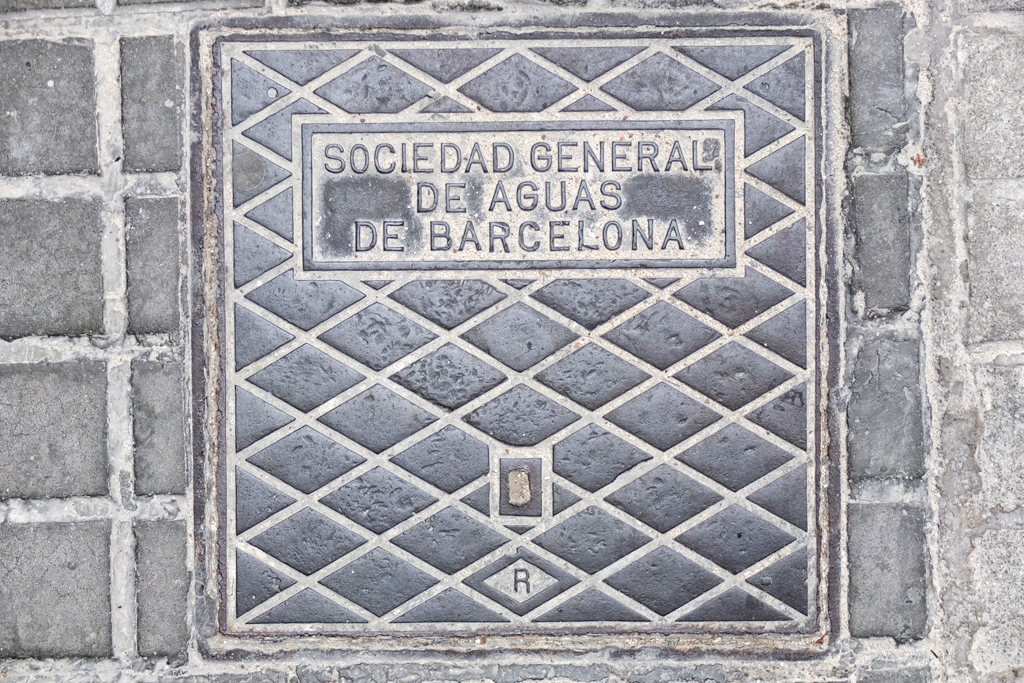 SOCIEDAD GENERAL
DE AGUAS
DE BARCELONA
R